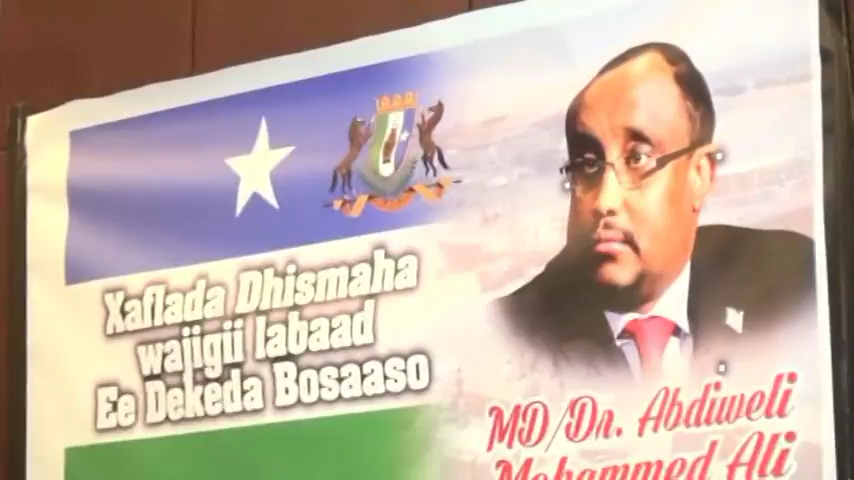 Xaflada Dhismaha
wajigii labaad
Ee Dekeda Bosaaso
MD/Dr. Abdiweli
Mohammed Ali